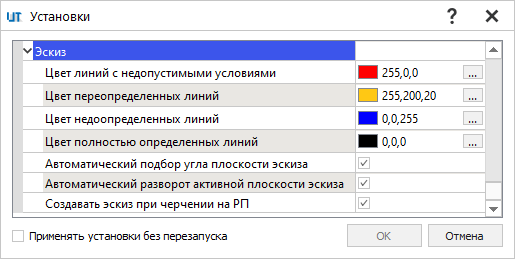 Установки ?
Эскиз
Цвет линий с недопустимыми условиями 255,0,0 ...
Цвет переопределенных линий 255,200,20 ...
Цвет недоопределенных линий 0,0,255 ...
Цвет полностью определенных линий 0,0,0 ...
Автоматический подбор угла плоскости эскиза
Автоматический разворот активной плоскости эскиза
Создавать эскиз при черчении на РП
Применять установки без перезапуска OK Отмена